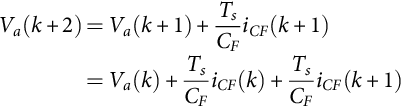 $V_a(k+2) = V_a(k+1) + \frac{T_s}{C_F} i_{CF}(k+1)$
$= V_a(k) + \frac{T_s}{C_F} i_{CF}(k) + \frac{T_s}{C_F} i_{CF}(k+1)$